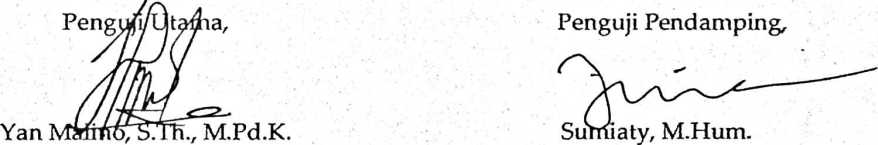 Penguji Utama,
Penguji Pendamping,
Yan Malino, S.Th., M.Pd.K.
Sumiaty, M.Hum.